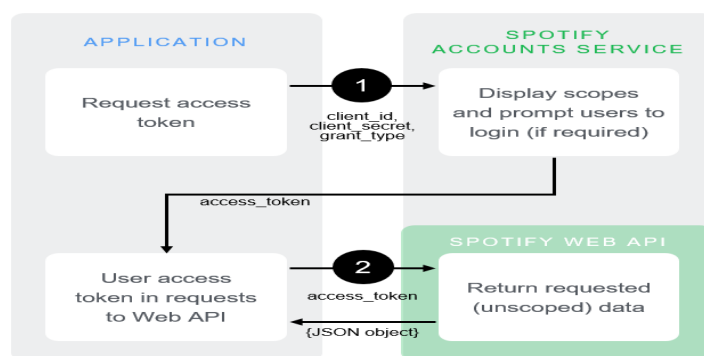 APPLICATION
SPOTIFY
ACCOUNTS SERVICE
Request access
token
1
client_id,
client_secret,
grant_type
Display scopes
and prompt users to
login (if required)
access_token
SPOTIFY WEB API
User access
token in requests
to Web API
2
access_token
{JSON object}
Return requested
(unscoped) data